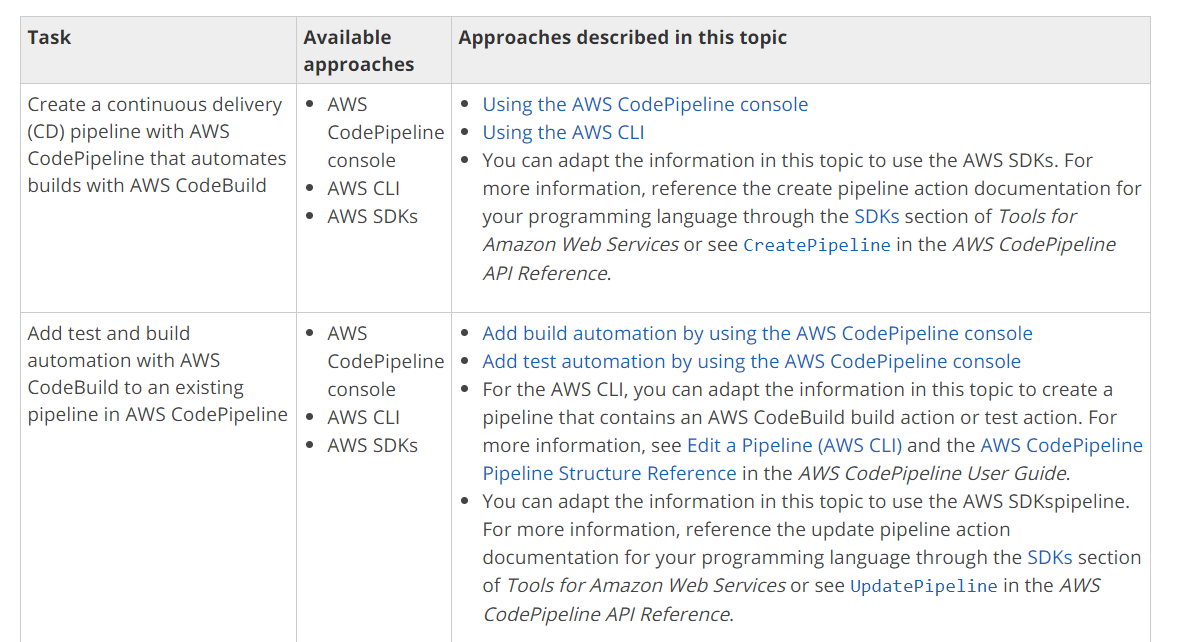 Task
Available
approaches
Approaches described in this topic
Create a continuous delivery
(CD) pipeline with AWS
CodePipeline that automates
builds with AWS CodeBuild
• AWS
CodePipeline
console
• AWS CLI
• AWS SDKs
• Using the AWS CodePipeline console
• Using the AWS CLI
• You can adapt the information in this topic to use the AWS SDKs. For
more information, reference the create pipeline action documentation for
your programming language through the SDKs section of Tools for
Amazon Web Services or see CreatePipeline in the AWS CodePipeline
API Reference.
Add test and build
automation with AWS
CodeBuild to an existing
pipeline in AWS CodePipeline
• AWS
CodePipeline
console
• AWS CLI
• AWS SDKs
• Add build automation by using the AWS CodePipeline console
• Add test automation by using the AWS CodePipeline console
• For the AWS CLI, you can adapt the information in this topic to create a
pipeline that contains an AWS CodeBuild build action or test action. For
more information, see Edit a Pipeline (AWS CLI) and the AWS CodePipeline
Pipeline Structure Reference in the AWS CodePipeline User Guide.
• You can adapt the information in this topic to use the AWS SDKspipeline.
For more information, reference the update pipeline action
documentation for your programming language through the SDKs section
of Tools for Amazon Web Services or see UpdatePipeline in the AWS
CodePipeline API Reference.